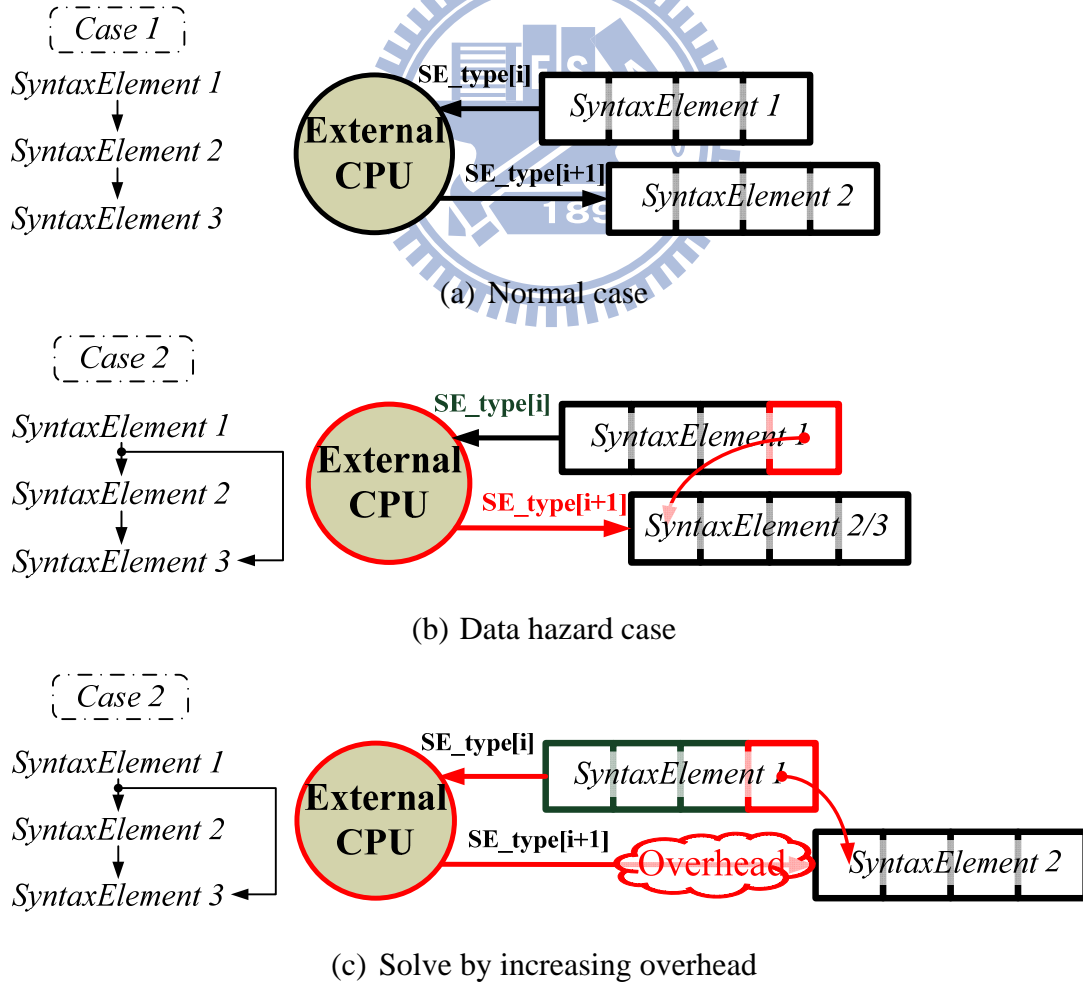 Case 1
SyntaxElement 1
SyntaxElement 2
SyntaxElement 3
External
CPU
SE_type[i]
SyntaxElement 1
SE_type[i+1]
SyntaxElement 2
ES
189
(a) Normal case
Case 2
SyntaxElement 1
SyntaxElement 2
SyntaxElement 3
External
CPU
SE_type[i]
SyntaxElement 1
SE_type[i+1]
SyntaxElement 2/3
(b) Data hazard case
Case 2
SyntaxElement 1
SyntaxElement 2
SyntaxElement 3
External
CPU
SE_type[i]
SyntaxElement 1
SE_type[i+1]
Overhead
SyntaxElement 2
(c) Solve by increasing overhead